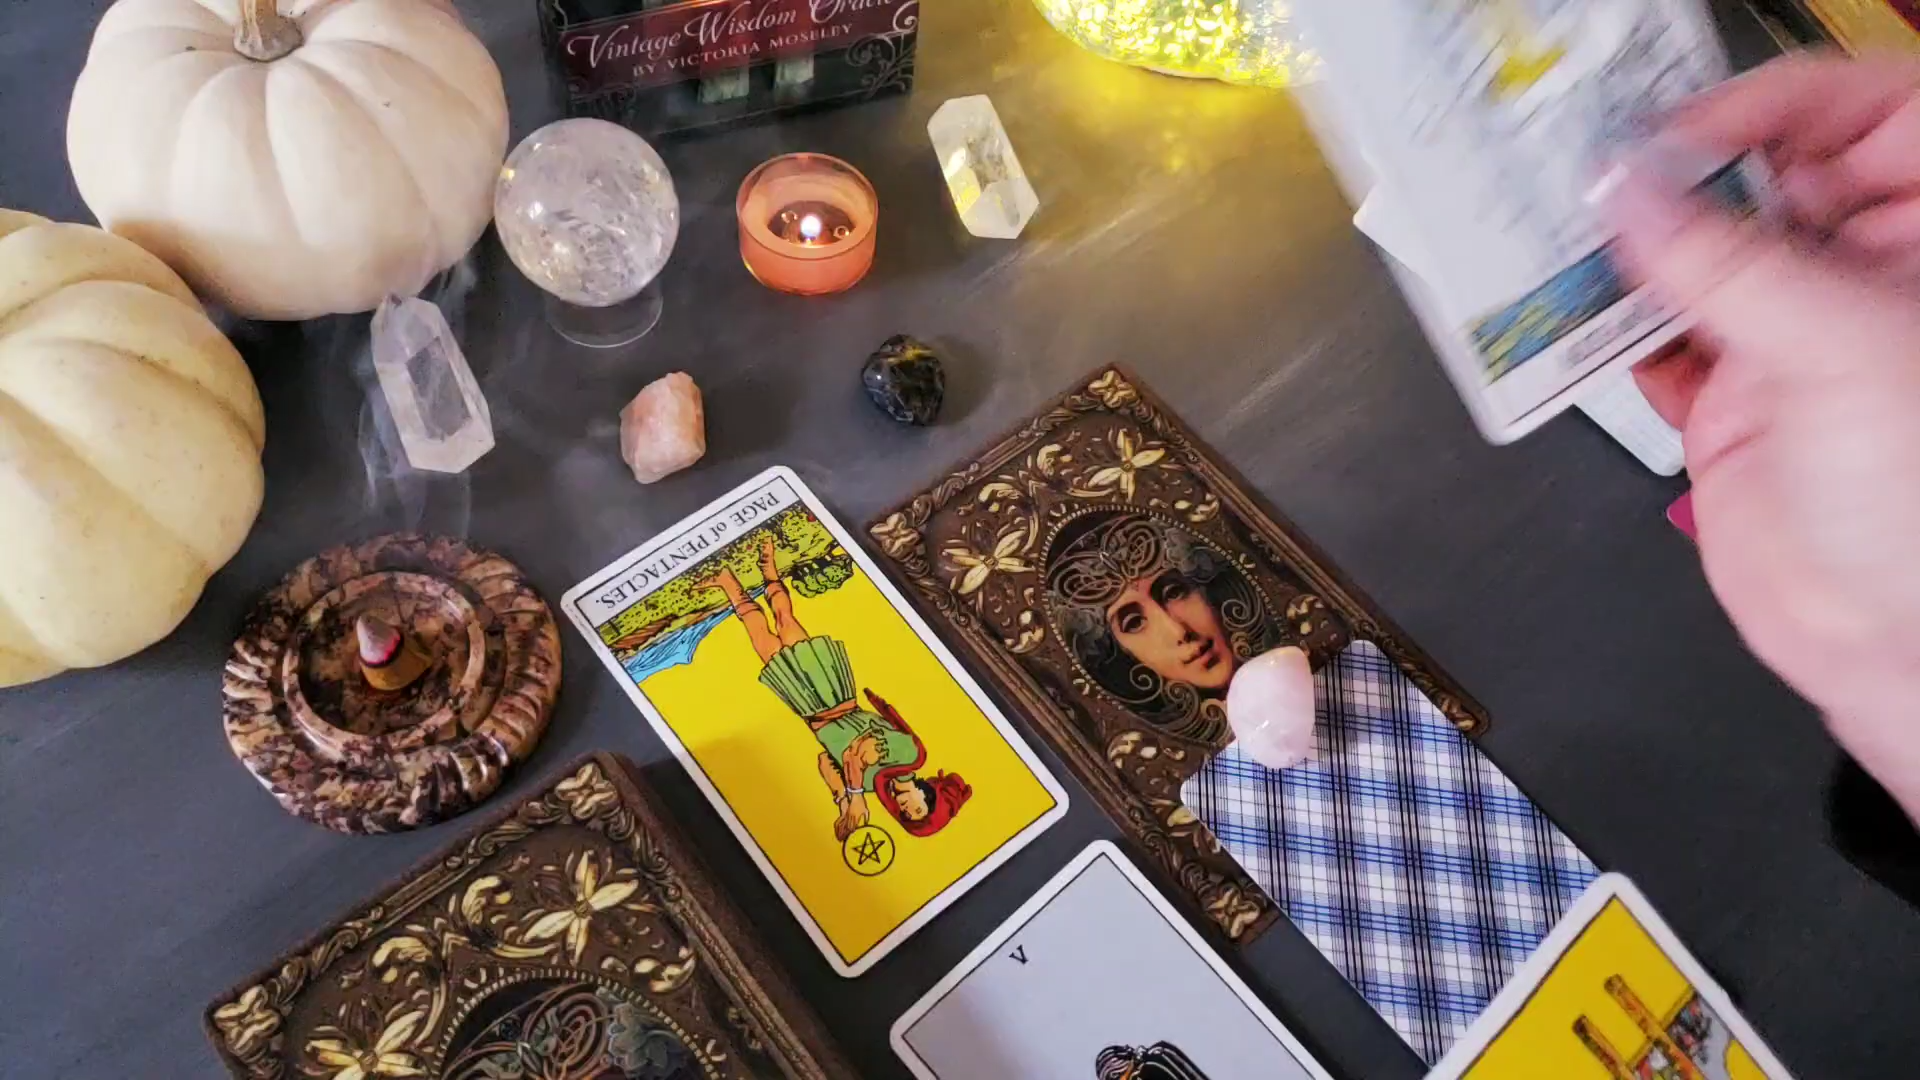 Vintage Wisdom Oracle
BY VICTORIA MOSELEY
PAGE of PENTACLES.
V